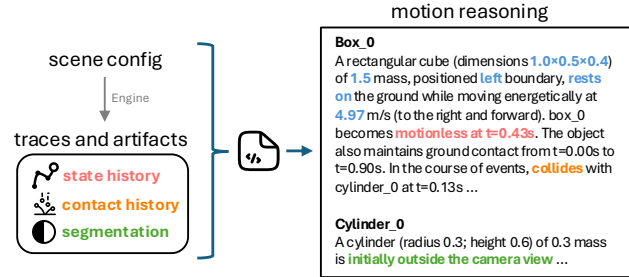 scene config
Engine
traces and artifacts
state history
contact history
segmentation
</>
motion reasoning
Box_0
A rectangular cube (dimensions 1.0×0.5×0.4)
of 1.5 mass, positioned left boundary, rests
on the ground while moving energetically at
4.97 m/s (to the right and forward). box_0
becomes motionless at t=0.43s. The object
also maintains ground contact from t=0.00s to
t=0.90s. In the course of events, collides with
cylinder_0 at t=0.13s ...
Cylinder_0
A cylinder (radius 0.3; height 0.6) of 0.3 mass
is initially outside the camera view ...